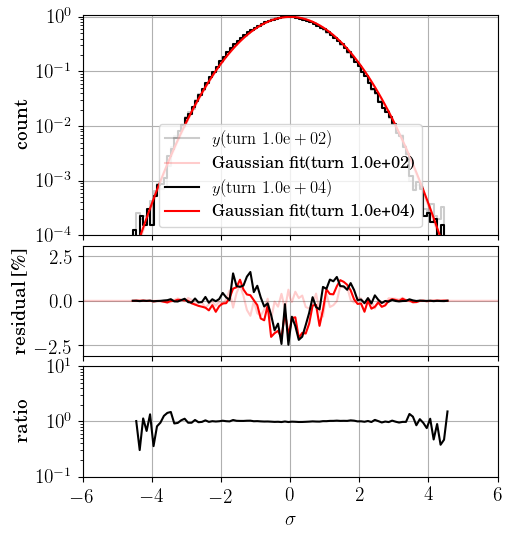 10⁰
10⁻¹
10⁻²
10⁻³
10⁻⁴
count
y(turn 1.0e + 02)
Gaussian fit(turn 1.0e+02)
y(turn 1.0e + 04)
Gaussian fit(turn 1.0e+04)
2.5
0.0
−2.5
residual [%]
10¹
10⁰
10⁻¹
ratio
−6 −4 −2 0 2 4 6
σ